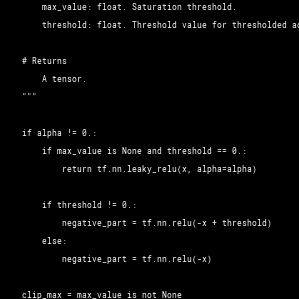 max_value: float. Saturation threshold.
threshold: float. Threshold value for thresholded
# Returns
A tensor.
"""
if alpha != 0.:
if max_value is None and threshold == 0.:
return tf.nn.leaky_relu(x, alpha=alpha)
if threshold != 0.:
negative_part = tf.nn.relu(-x + threshold)
else:
negative_part = tf.nn.relu(-x)
clip_max = max_value is not None